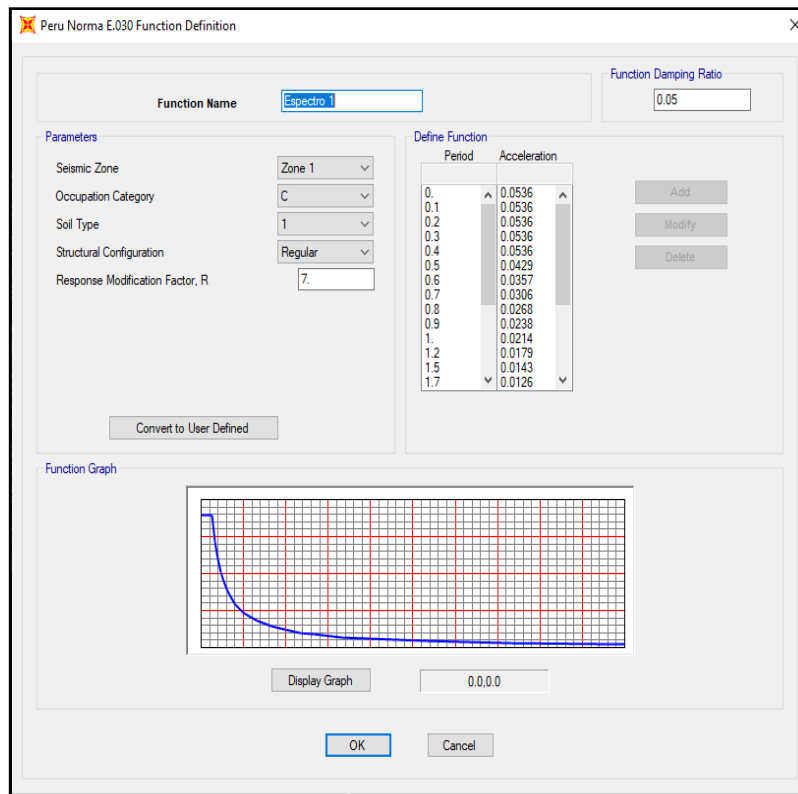 Peru Norma E.030 Function Definition
Function Damping Ratio
Function Name
Espectro 1
0.05
Parameters
Seismic Zone
Zone 1
Occupation Category
C
Soil Type
1
Structural Configuration
Regular
Response Modification Factor, R
7.
Convert to User Defined
Define Function
Period Acceleration
0. 0.0536
0.1 0.0536
0.2 0.0536
0.3 0.0536
0.4 0.0536
0.5 0.0429
0.6 0.0357
0.7 0.0306
0.8 0.0268
0.9 0.0238
1. 0.0214
1.2 0.0179
1.5 0.0143
1.7 0.0126
Add
Modify
Delete
Function Graph
Display Graph
0.0,0.0
OK
Cancel